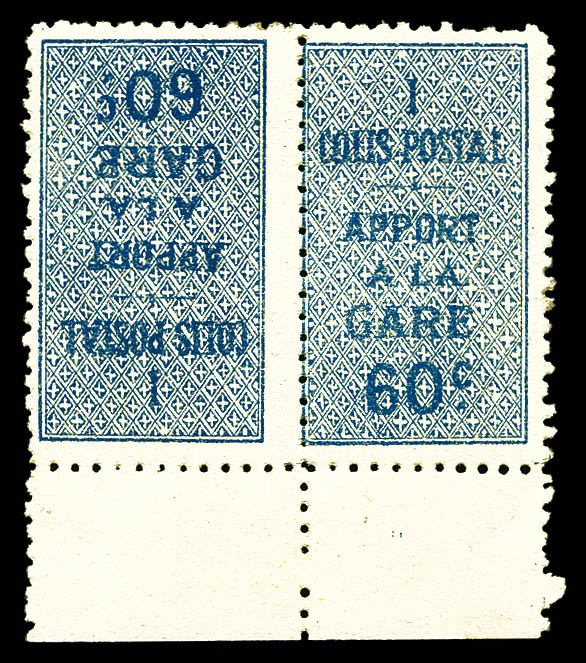 1
COLIS POSTAL
APPORT
A LA
GARE
60c
1
COLIS-POSTAL
APPORT
A LA
GARE
60c